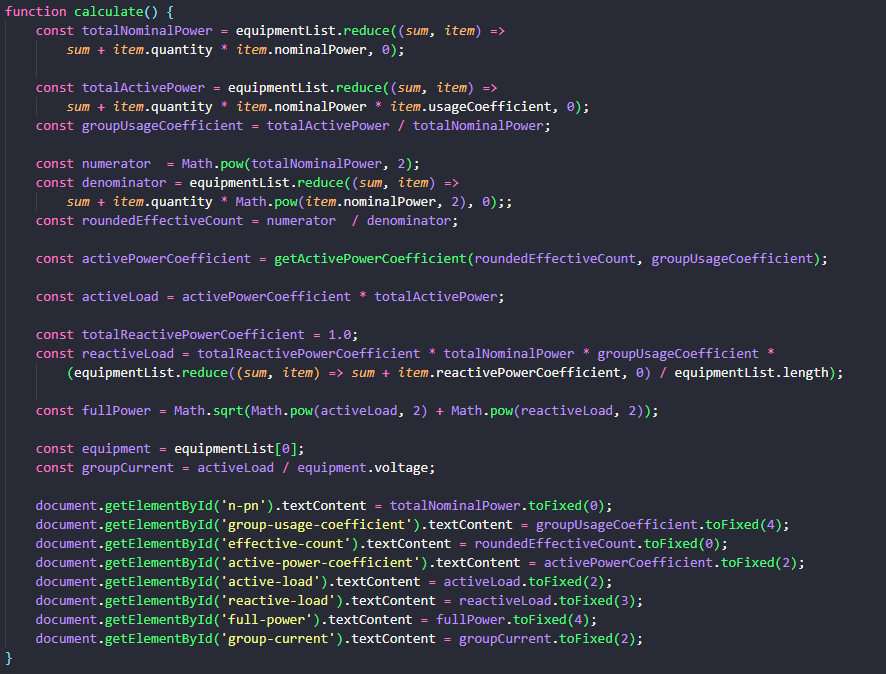 function calculate() {
    const totalNominalPower = equipmentList.reduce((sum, item) =>
        sum + item.quantity * item.nominalPower, 0);

    const totalActivePower = equipmentList.reduce((sum, item) =>
        sum + item.quantity * item.nominalPower * item.usageCoefficient, 0);
    const groupUsageCoefficient = totalActivePower / totalNominalPower;

    const numerator  = Math.pow(totalNominalPower, 2);
    const denominator = equipmentList.reduce((sum, item) =>
        sum + item.quantity * Math.pow(item.nominalPower, 2), 0);;
    const roundedEffectiveCount = numerator  / denominator;

    const activePowerCoefficient = getActivePowerCoefficient(roundedEffectiveCount, groupUsageCoefficient);

    const activeLoad = activePowerCoefficient * totalActivePower;

    const totalReactivePowerCoefficient = 1.0;
    const reactiveLoad = totalReactivePowerCoefficient * totalNominalPower * groupUsageCoefficient *
        (equipmentList.reduce((sum, item) => sum + item.reactivePowerCoefficient, 0) / equipmentList.length);

    const fullPower = Math.sqrt(Math.pow(activeLoad, 2) + Math.pow(reactiveLoad, 2));

    const equipment = equipmentList[0];
    const groupCurrent = activeLoad / equipment.voltage;

    document.getElementById('n-pn').textContent = totalNominalPower.toFixed(0);
    document.getElementById('group-usage-coefficient').textContent = groupUsageCoefficient.toFixed(4);
    document.getElementById('effective-count').textContent = roundedEffectiveCount.toFixed(0);
    document.getElementById('active-power-coefficient').textContent = activePowerCoefficient.toFixed(2);
    document.getElementById('active-load').textContent = activeLoad.toFixed(2);
    document.getElementById('reactive-load').textContent = reactiveLoad.toFixed(3);
    document.getElementById('full-power').textContent = fullPower.toFixed(4);
    document.getElementById('group-current').textContent = groupCurrent.toFixed(2);
}